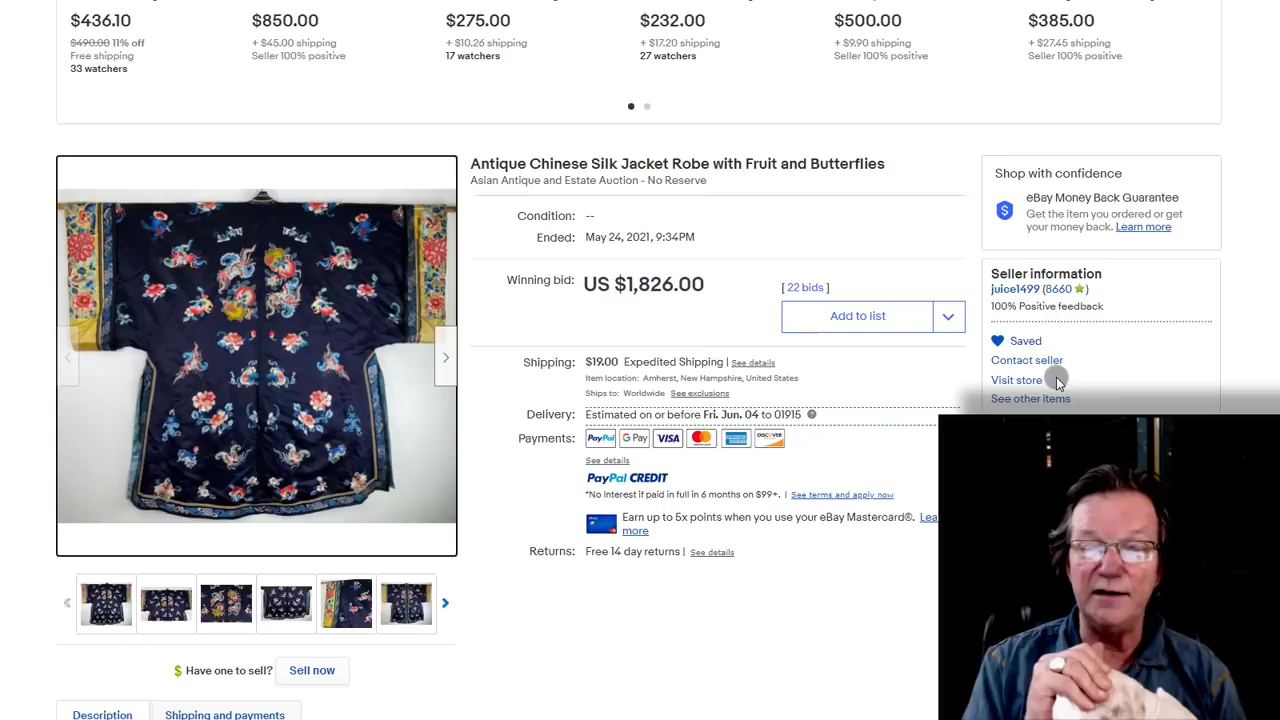 $436.10
$850.00
$275.00
$232.00
$500.00
$385.00
$490.00 11% off
+ $45.00 shipping
+ $10.26 shipping
+ $17.20 shipping
+ $9.90 shipping
+ $27.45 shipping
Free shipping
Seller 100% positive
17 watchers
27 watchers
Seller 100% positive
Seller 100% positive
33 watchers
Antique Chinese Silk Jacket Robe with Fruit and Butterflies
Asian Antique and Estate Auction - No Reserve
Condition: --
Ended: May 24, 2021, 9:34PM
Winning bid: US $1,826.00
[ 22 bids ]
Add to list
Shipping: $19.00 Expedited Shipping | See details
Item location: Amherst, New Hampshire, United States
Ships to: Worldwide See exclusions
Delivery: Estimated on or before Fri. Jun. 04 to 01915
Payments: PayPal G Pay VISA MasterCard AMERICAN EXPRESS DISCOVER
See details
PayPal CREDIT
*No Interest if paid in full in 6 months on $99+. | See terms and apply now
Earn up to 5x points when you use your eBay Mastercard®. Lea
more
Returns: Free 14 day returns | See details
Shop with confidence
eBay Money Back Guarantee
Get the item you ordered or get
your money back. Learn more
Seller information
juice1499 (8660)
100% Positive feedback
Saved
Contact seller
Visit store
See other items
Have one to sell? Sell now
Description
Shipping and payments